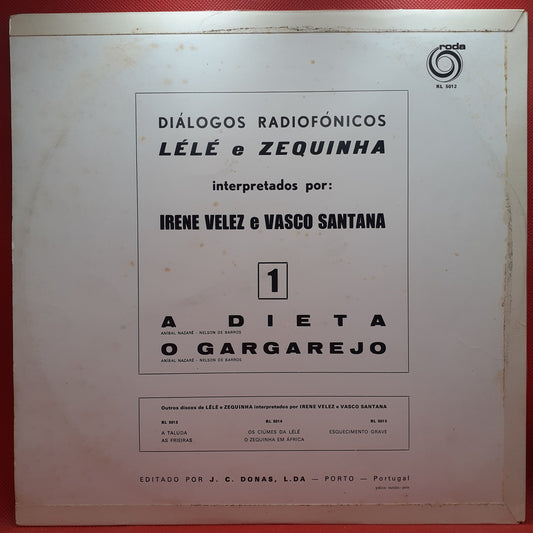 roda
RL 5012
DIÁLOGOS RADIOFÓNICOS
LÉLÉ e ZEQUINHA
interpretados por:
IRENE VELEZ e VASCO SANTANA
1
A DIETA
ANÍBAL NAZARÉ - NELSON DE BARROS
O GARGAREJO
ANÍBAL NAZARÉ - NELSON DE BARROS
Outros discos de LÉLÉ e ZEQUINHA interpretados por IRENE VELEZ e VASCO SANTANA
RL 5013 RL 5014 RL 5015
A TALUDA OS CIÚMES DA LÉLÉ ESQUECIMENTO GRAVE
AS FRIEIRAS O ZEQUINHA EM ÁFRICA
EDITADO POR J. C. DONAS, L.DA — PORTO — Portugal